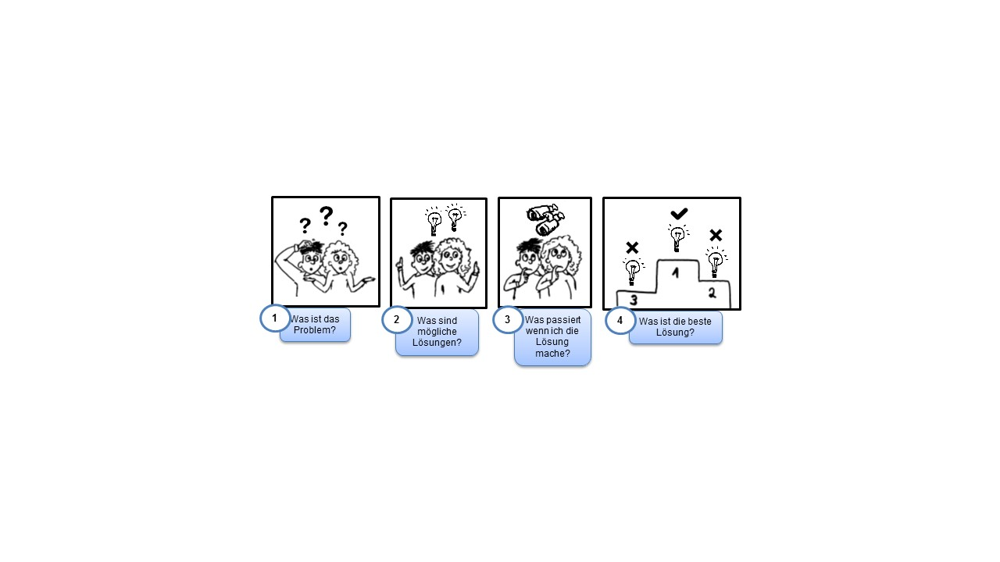 ? ? ?
3 1 2
1
Was ist das
Problem?
2
Was sind
mögliche
Lösungen?
3
Was passiert
wenn ich die
Lösung
mache?
4
Was ist die beste
Lösung?